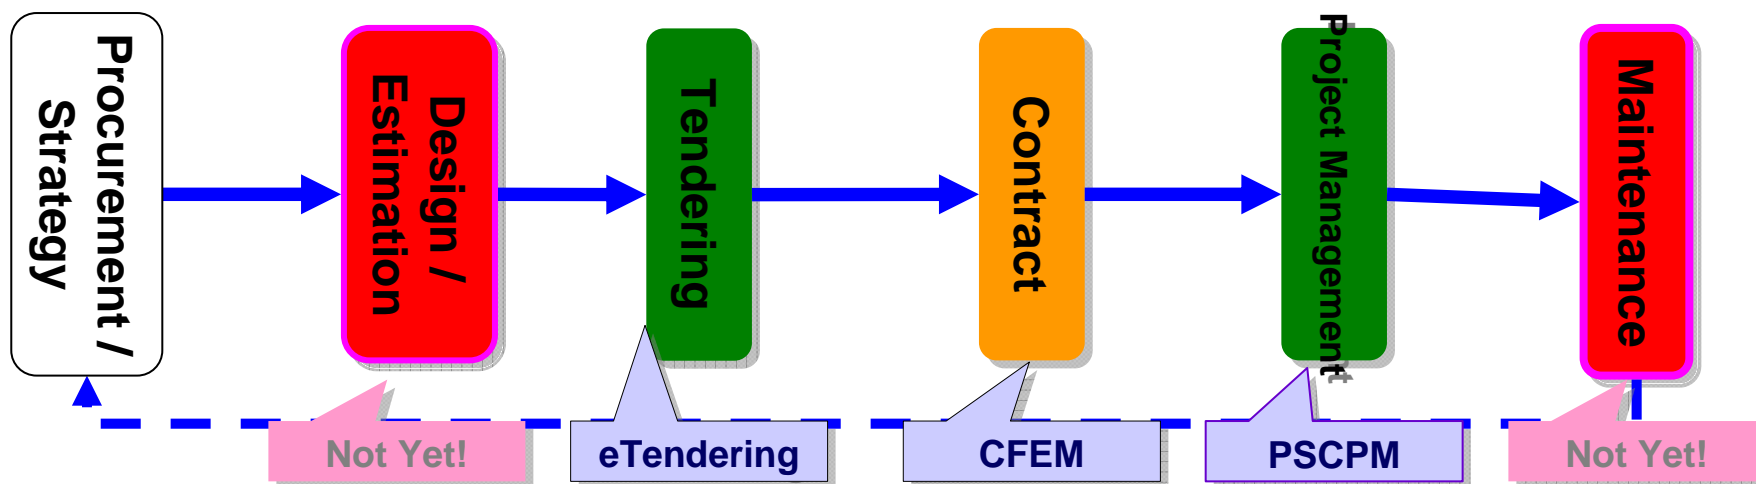 Procurement /
Strategy
Design /
Estimation
Tendering
Contract
Project Management
Maintenance
Not Yet!
eTendering
CFEM
PSCPM
Not Yet!